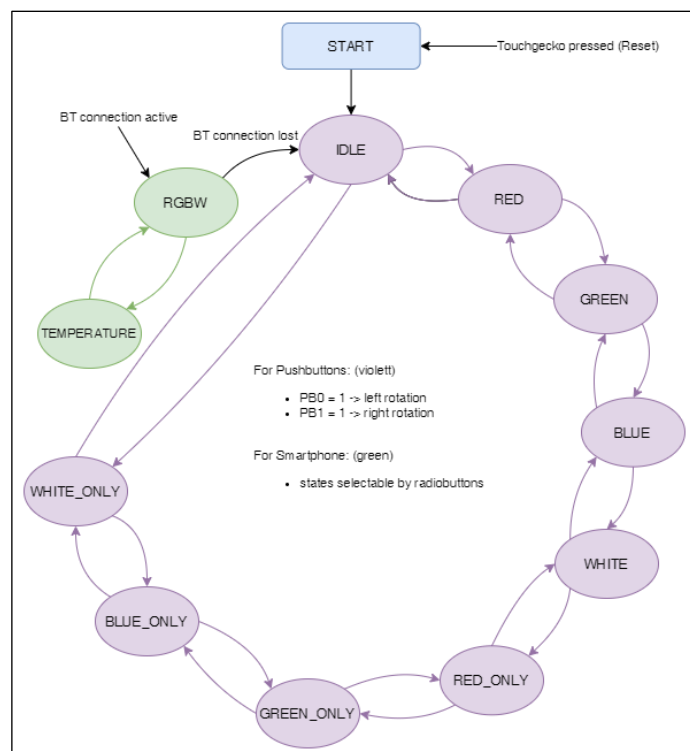 START
Touchgecko pressed (Reset)
BT connection active
BT connection lost
IDLE
RGBW
RED
GREEN
TEMPERATURE
For Pushbuttons: (violett)
• PB0 = 1 -> left rotation
• PB1 = 1 -> right rotation
BLUE
For Smartphone: (green)
• states selectable by radiobuttons
WHITE_ONLY
WHITE
BLUE_ONLY
RED_ONLY
GREEN_ONLY